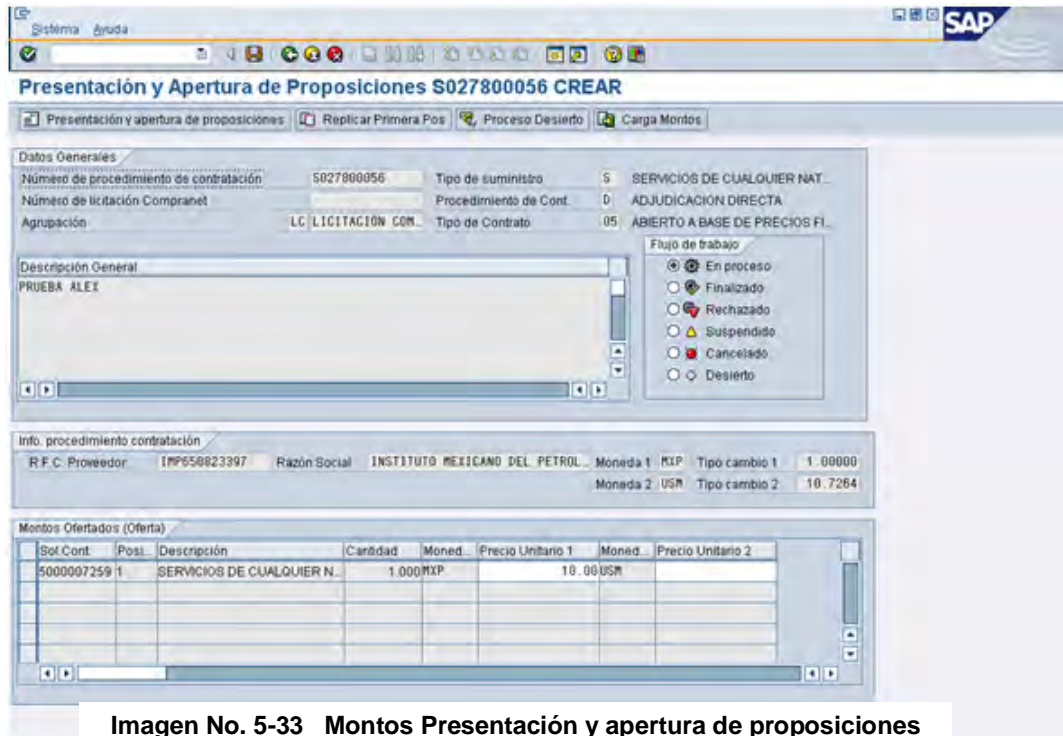 Sistema Ayuda
SAP
Presentación y Apertura de Proposiciones S027800056 CREAR
Presentación y apertura de proposiciones Replicar Primera Pos Proceso Desierto Carga Montos
Datos Generales
Número de procedimiento de contratación S027800056 Tipo de suministro S SERVICIOS DE CUALQUIER NAT...
Número de licitación Compranet Procedimiento de Cont. D ADJUDICACION DIRECTA
Agrupación LC LICITACION COM... Tipo de Contrato 05 ABIERTO A BASE DE PRECIOS FI...
Flujo de trabajo
Descripción General
PRUEBA ALEX
En proceso
Finalizado
Rechazado
Suspendido
Cancelado
Desierto
Info. procedimiento contratación
R.F.C. Proveedor IMP650823397 Razón Social INSTITUTO MEXICANO DEL PETROL... Moneda 1 MXP Tipo cambio 1 1.00000
Moneda 2 USM Tipo cambio 2 10.7264
Montos Ofertados (Oferta)
Sol.Cont. Posi... Descripción Cantidad Moned... Precio Unitario 1 Moned... Precio Unitario 2
5000007259 1 SERVICIOS DE CUALQUIER N... 1.000 MXP 10.00 USM
Imagen No. 5-33 Montos Presentación y apertura de proposiciones